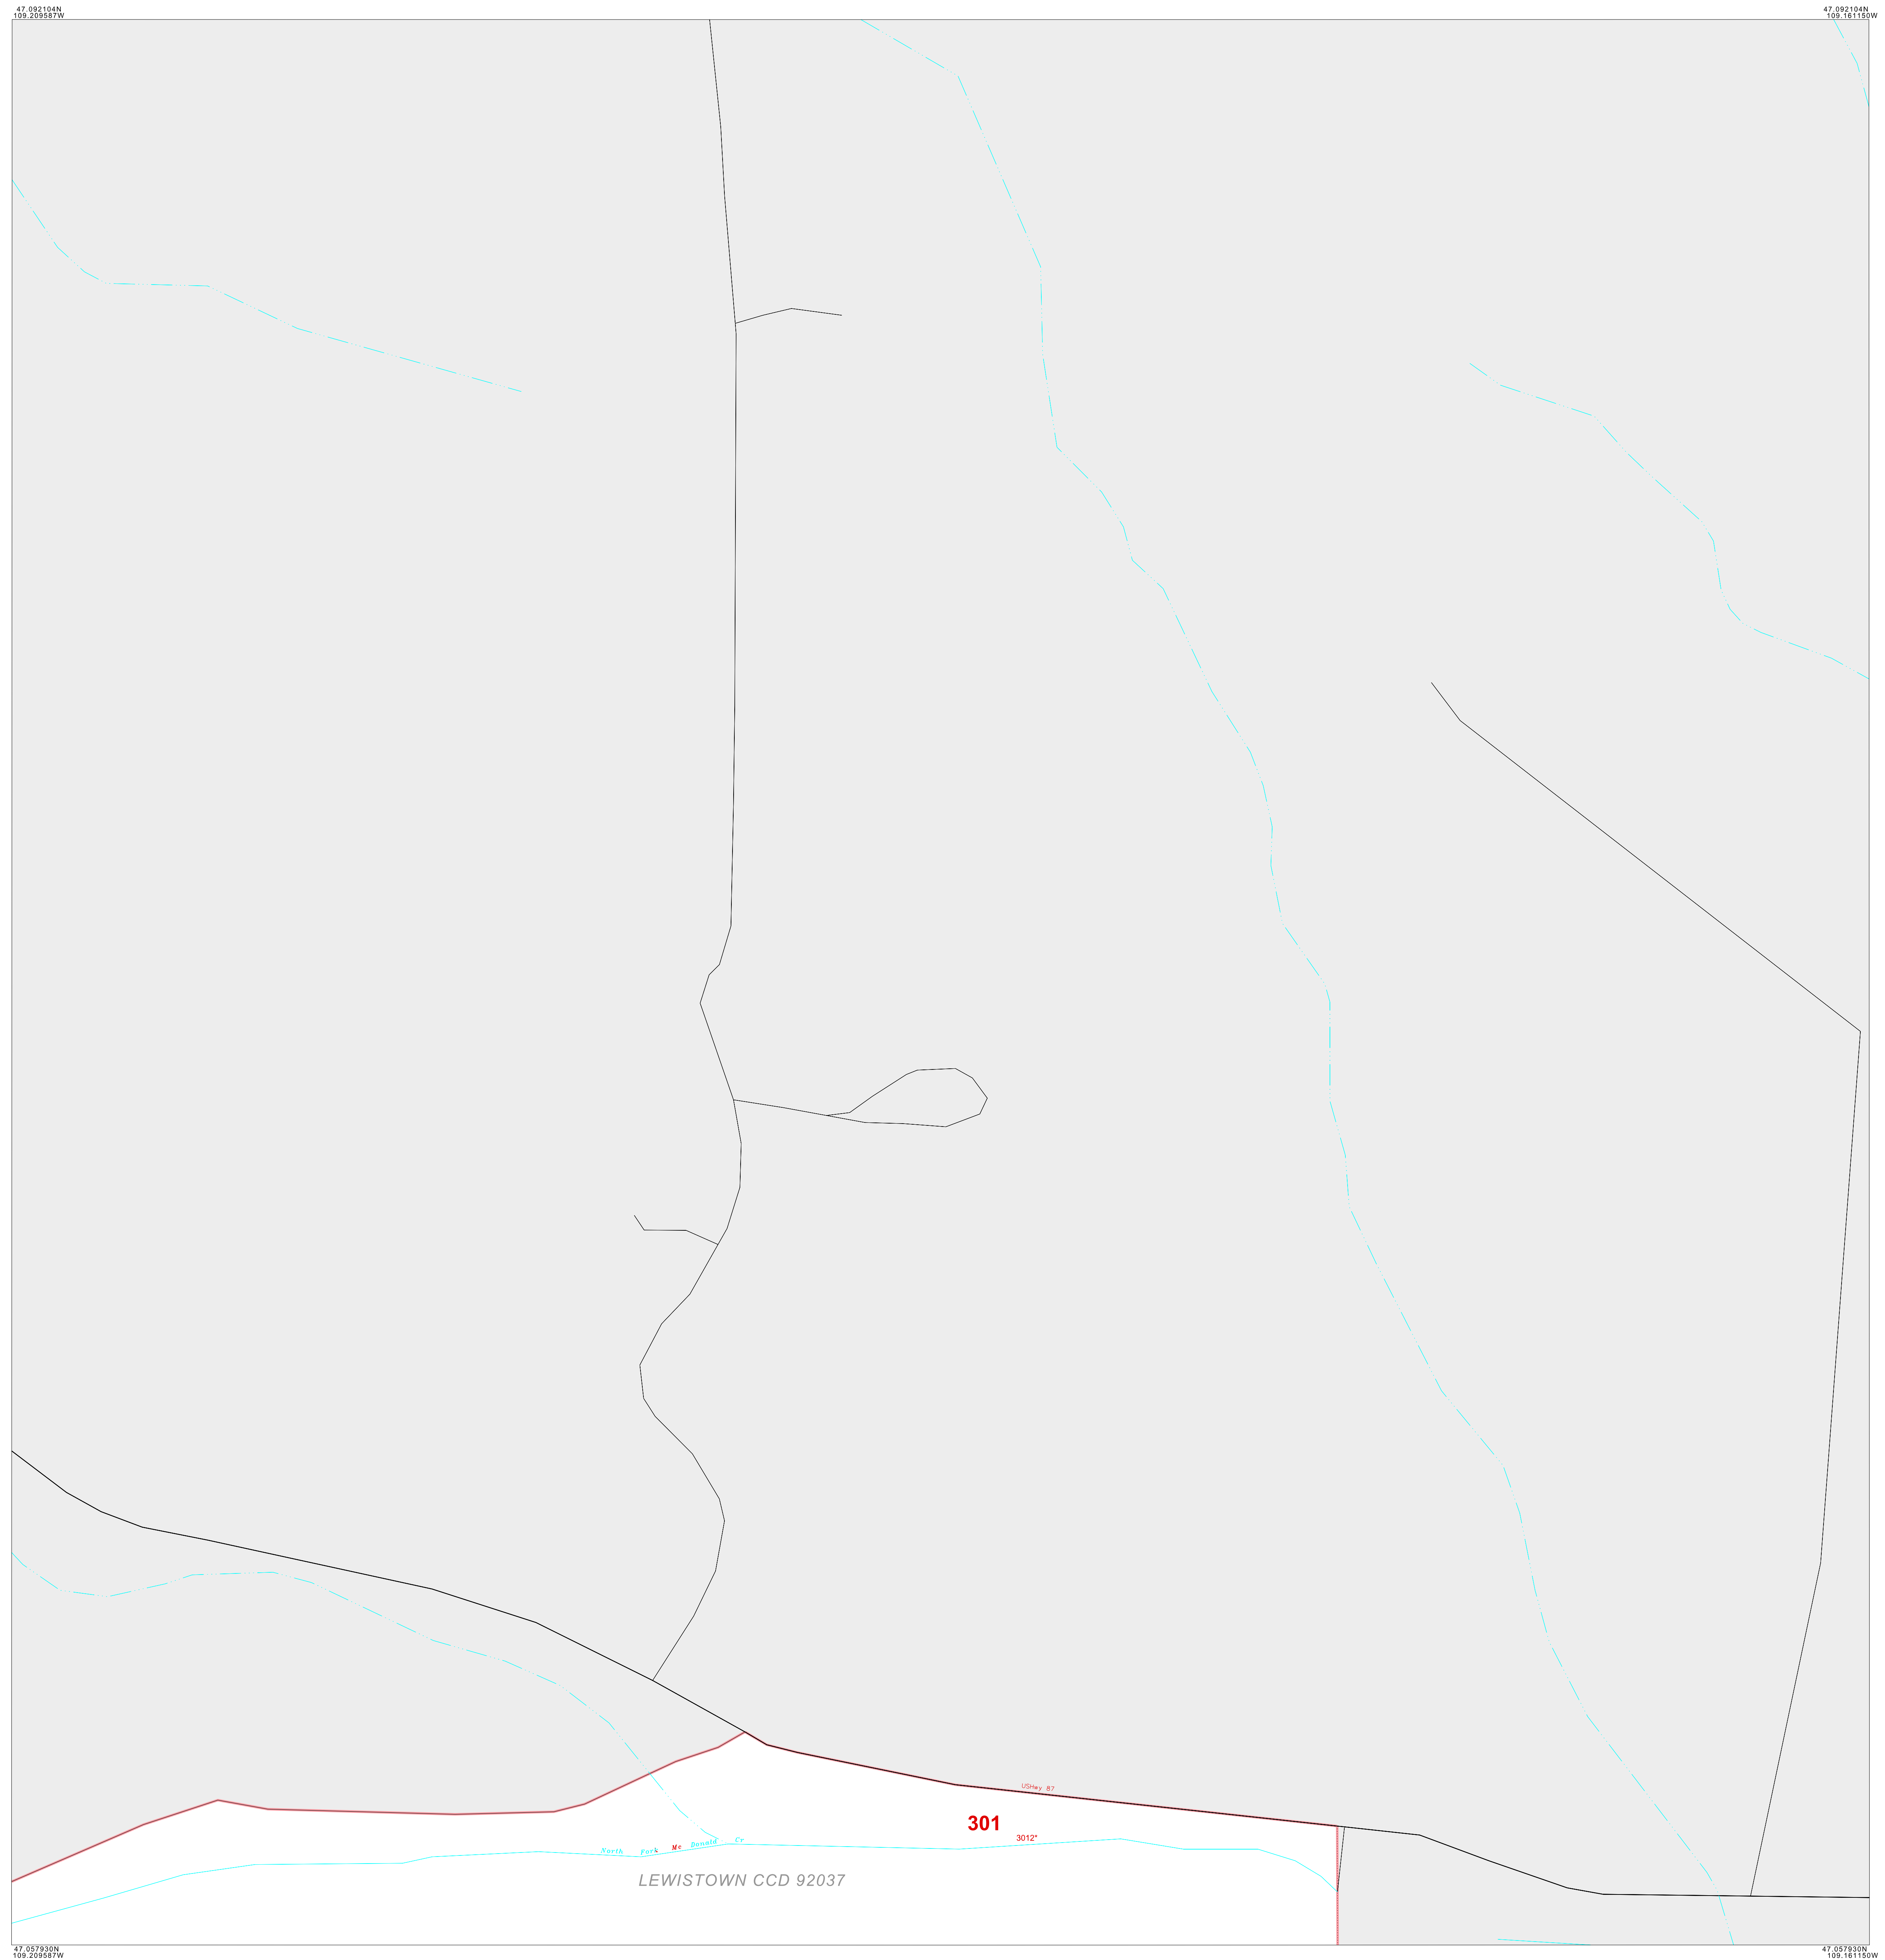 47.092104N
109.209587W
47.092104N
109.161150W
USHwy 87
301
3012*
North Fork Mc Donald Cr
LEWISTOWN CCD 92037
47.057930N
109.209587W
47.057930N
109.161150W